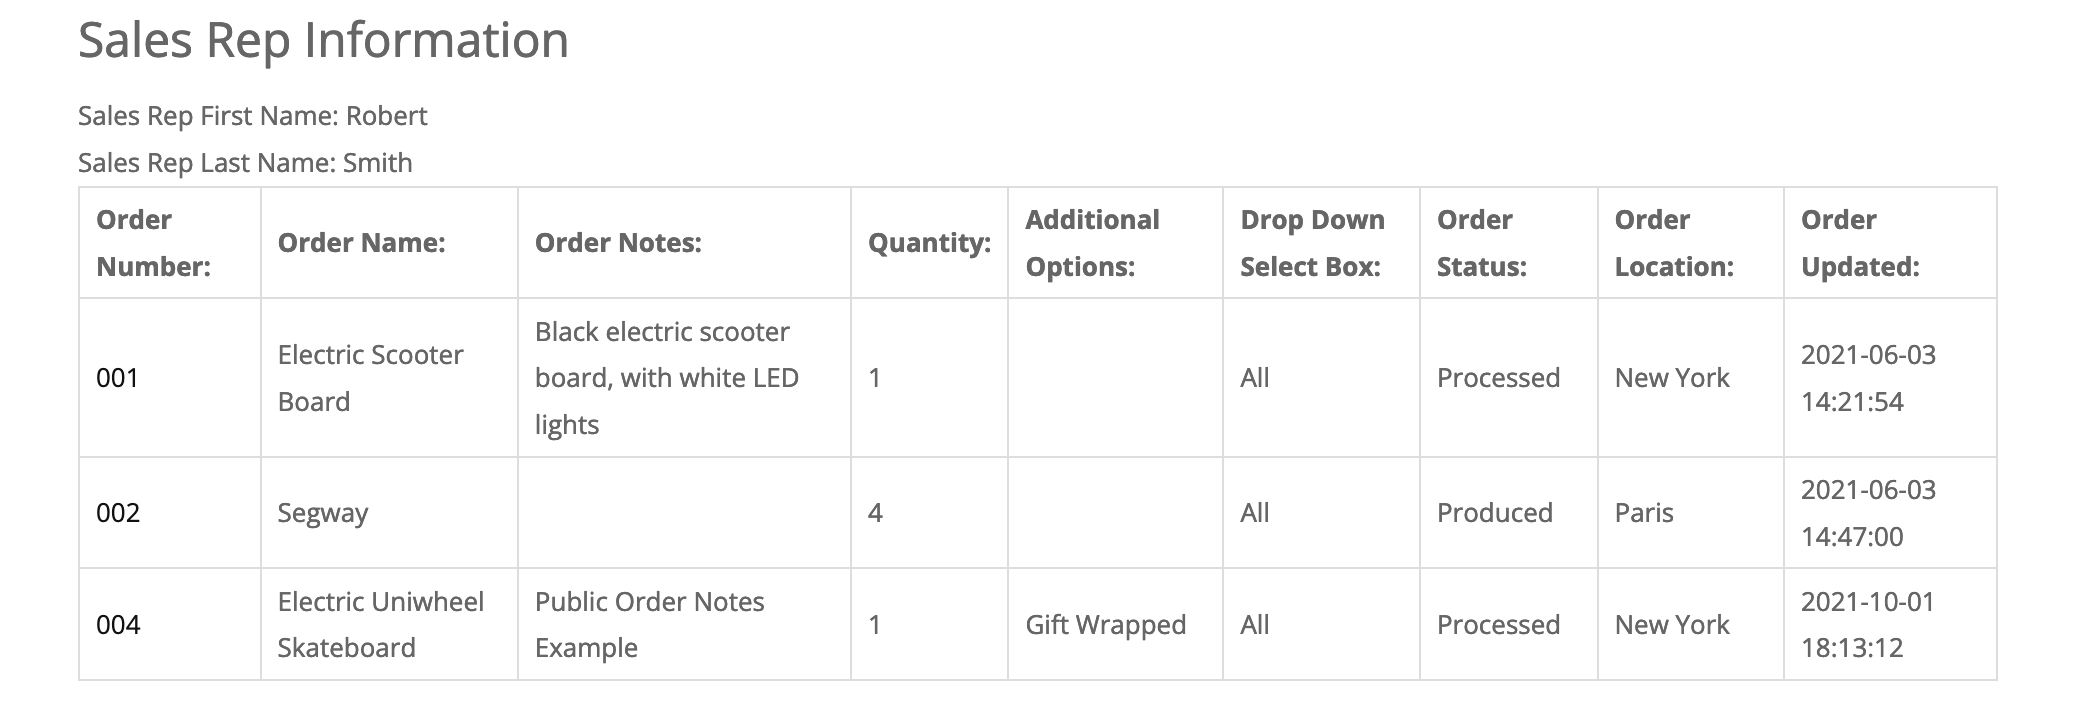 Sales Rep Information
Sales Rep First Name: Robert
Sales Rep Last Name: Smith
Order Number: Order Name: Order Notes: Quantity: Additional Options: Drop Down Select Box: Order Status: Order Location: Order Updated:
001 Electric Scooter Board Black electric scooter board, with white LED lights 1 All Processed New York 2021-06-03 14:21:54
002 Segway 4 All Produced Paris 2021-06-03 14:47:00
004 Electric Uniwheel Skateboard Public Order Notes Example 1 Gift Wrapped All Processed New York 2021-10-01 18:13:12